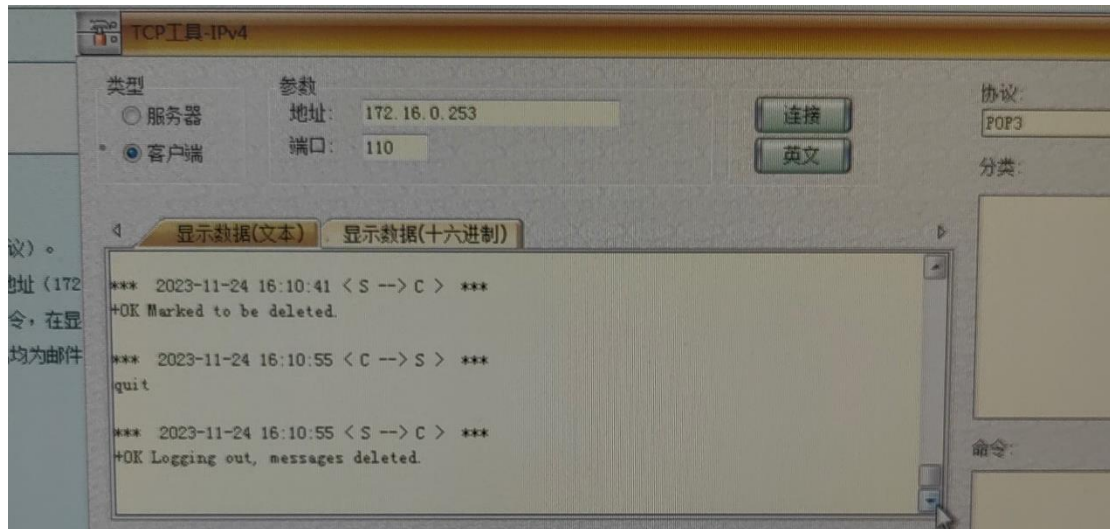 TCP工具-IPv4
类型
服务器
客户端
参数
地址: 172.16.0.253
端口: 110
连接
英文
协议:
POP3
分类:
显示数据(文本)
显示数据(十六进制)
议)。
地址(172
令,在显
均为邮件
*** 2023-11-24 16:10:41 < S --> C > ***
+OK Marked to be deleted.
*** 2023-11-24 16:10:55 < C --> S > ***
quit
*** 2023-11-24 16:10:55 < S --> C > ***
+OK Logging out, messages deleted.
命令: